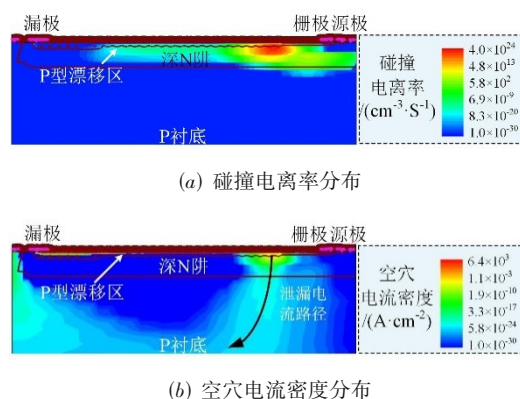 漏极
栅极源极
深N阱
P型漂移区
P衬底
碰撞
电离率
/(cm⁻³·S⁻¹)
4.0×10²⁴
4.8×10¹³
5.8×10²
6.9×10⁻⁹
8.3×10⁻²⁰
1.0×10⁻³⁰
(a) 碰撞电离率分布
漏极
栅极源极
深N阱
P型漂移区
泄漏电
流路径
P衬底
空穴
电流密度
/(A·cm⁻²)
6.4×10³
1.1×10⁻³
1.9×10⁻¹⁰
3.3×10⁻¹⁷
5.8×10⁻²⁴
1.0×10⁻³⁰
(b) 空穴电流密度分布